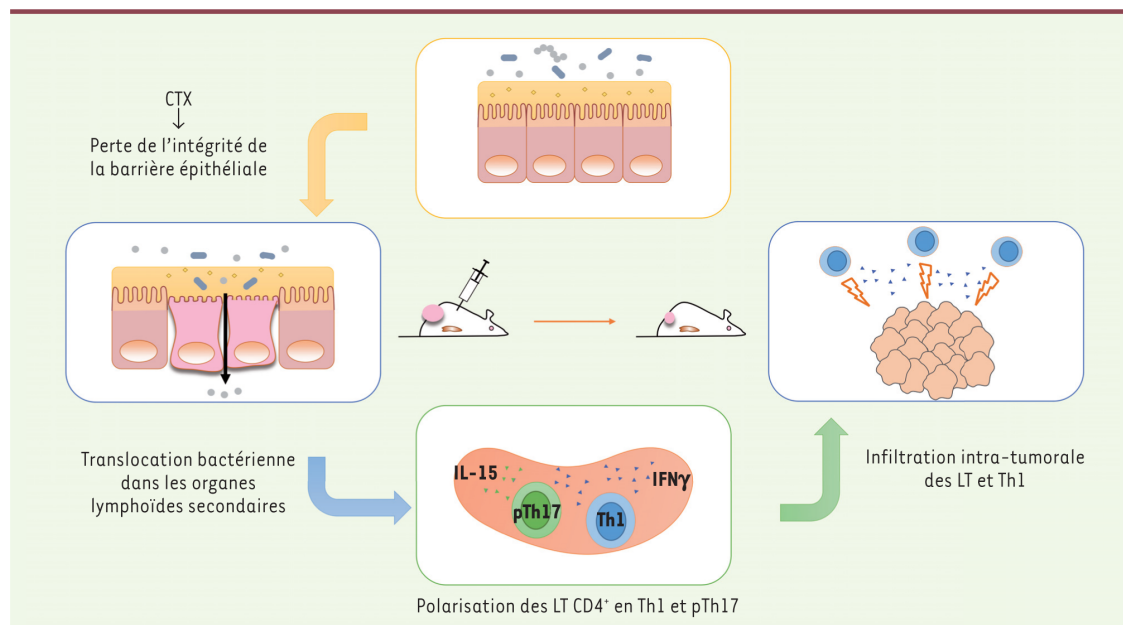 CTX
Perte de l’intégrité de
la barrière épithéliale
Translocation bactérienne
dans les organes
lymphoïdes secondaires
IL-15
IFNγ
pTh17
Th1
Polarisation des LT CD4⁺ en Th1 et pTh17
Infiltration intra-tumorale
des LT et Th1